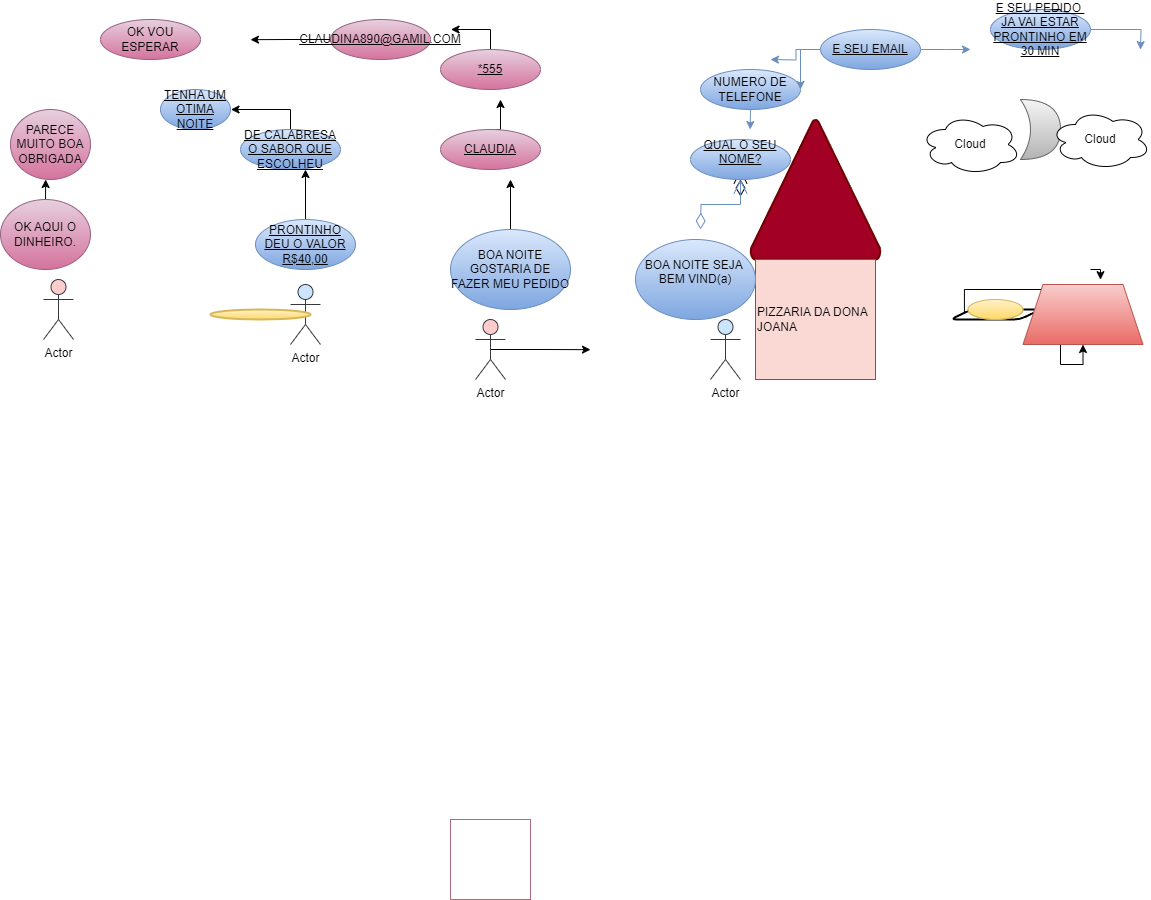 E SEU PEDIDO
JA VAI ESTAR
PRONTINHO EM
30 MIN
OK VOU
ESPERAR
CLAUDINA890@GAMIL.COM
E SEU EMAIL
*555
NUMERO DE
TELEFONE
TENHA UM
OTIMA
NOITE
PARECE
MUITO BOA
OBRIGADA
DE CALABRESA
O SABOR QUE
ESCOLHEU
CLAUDIA
QUAL O SEU
NOME?
Cloud
Cloud
OK AQUI O
DINHEIRO.
PRONTINHO
DEU O VALOR
R$40,00
BOA NOITE
GOSTARIA DE
FAZER MEU PEDIDO
BOA NOITE SEJA
BEM VIND(a)
PIZZARIA DA DONA
JOANA
Actor
Actor
Actor
Actor